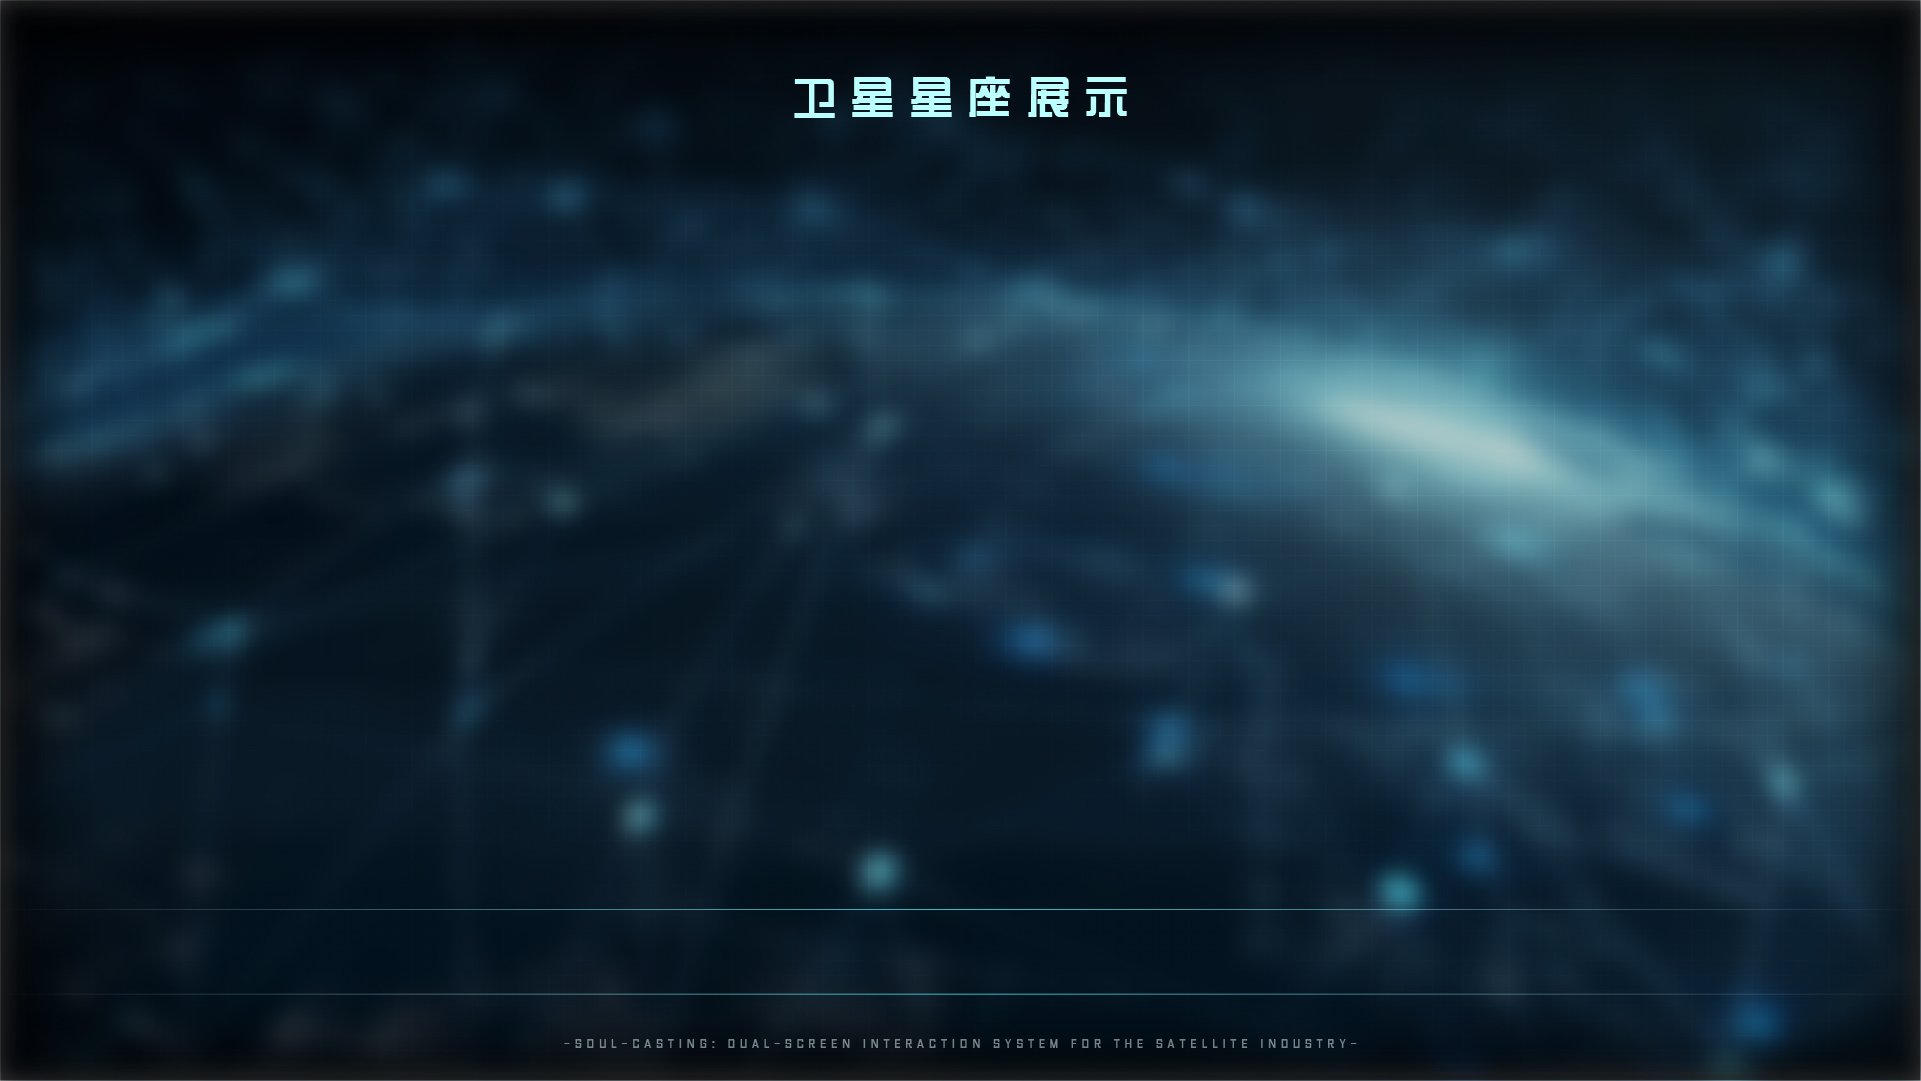 卫星星座展示
-SOUL-CASTING: DUAL-SCREEN INTERACTION SYSTEM FOR THE SATELLITE INDUSTRY-